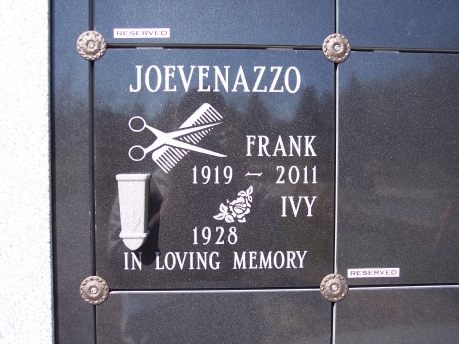 RESERVED
JOEVENAZZO
FRANK
1919 ~ 2011
IVY
1928
IN LOVING MEMORY
RESERVED